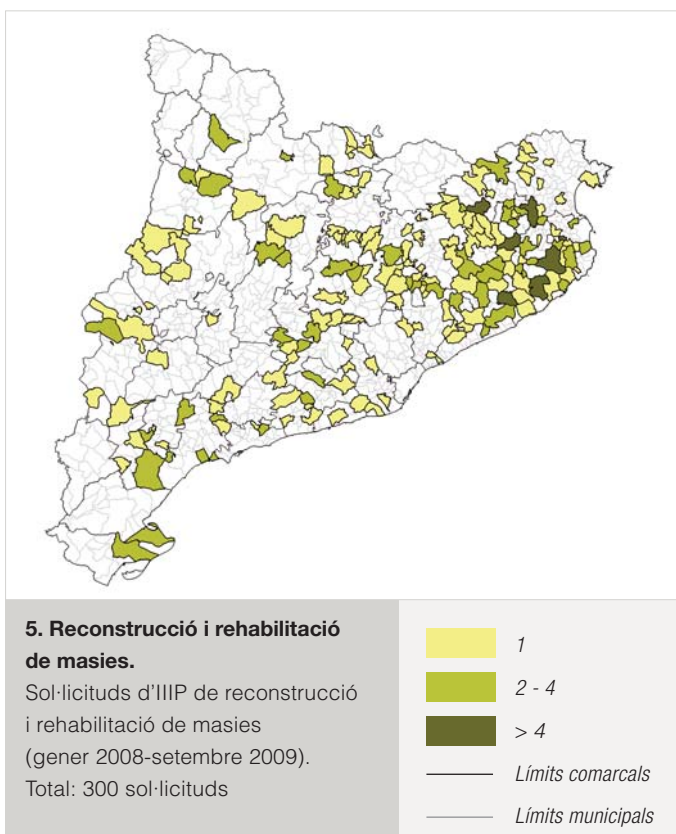 5. Reconstrucció i rehabilitació
de masies.
Sol·licituds d'IIIP de reconstrucció
i rehabilitació de masies
(gener 2008-setembre 2009).
Total: 300 sol·licituds
1
2 - 4
> 4
Límits comarcals
Límits municipals